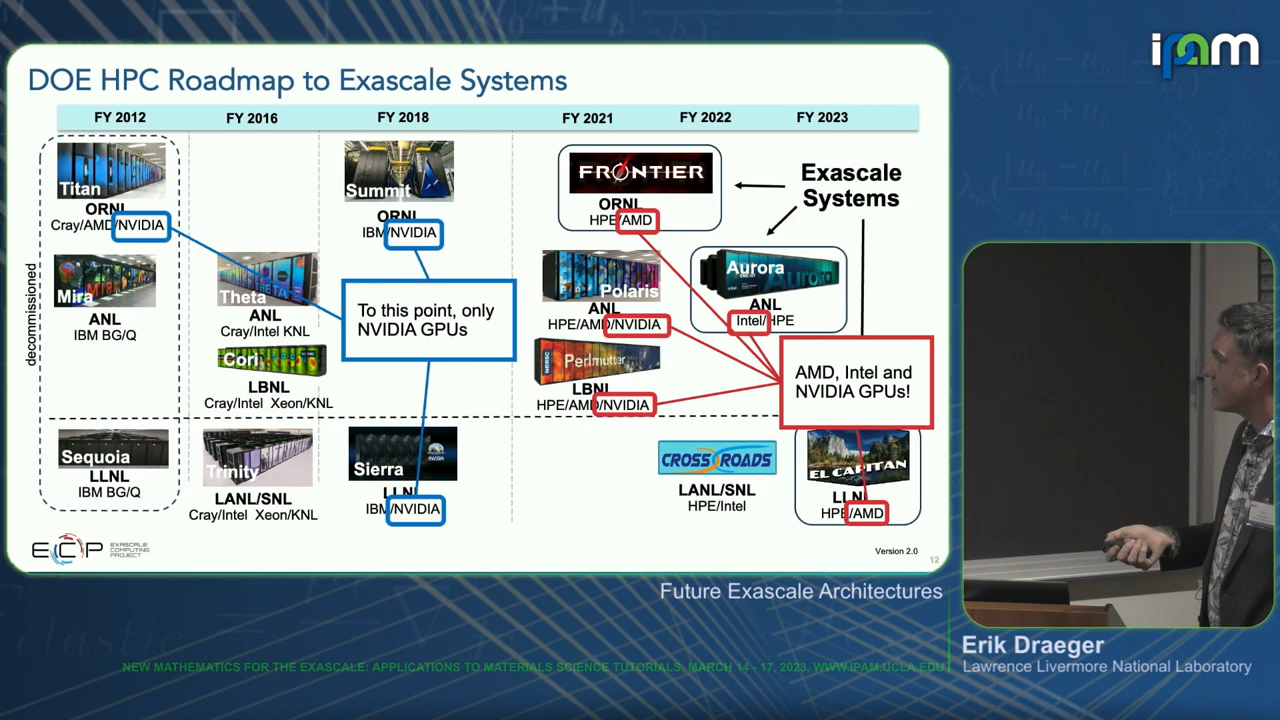 ipam
DOE HPC Roadmap to Exascale Systems
FY 2012
FY 2016
FY 2018
FY 2021
FY 2022
FY 2023
decommissioned
Titan
ORNL
Cray/AMD/NVIDIA
Mira
ANL
IBM BG/Q
Theta
ANL
Cray/Intel KNL
Cori
LBNL
Cray/Intel Xeon/KNL
Summit
ORNL
IBM/NVIDIA
To this point, only
NVIDIA GPUs
FRONTIER
ORNL
HPE/AMD
Polaris
ANL
HPE/AMD/NVIDIA
Perlmutter
LBNL
HPE/AMD/NVIDIA
Aurora
ANL
Intel/HPE
Exascale
Systems
AMD, Intel and
NVIDIA GPUs!
Sequoia
LLNL
IBM BG/Q
Trinity
LANL/SNL
Cray/Intel Xeon/KNL
Sierra
LLNL
IBM/NVIDIA
CROSSROADS
LANL/SNL
HPE/Intel
EL CAPITAN
LLNL
HPE/AMD
ECP
EXASCALE
COMPUTING
PROJECT
Version 2.0
12
Future Exascale Architectures
Erik Draeger
Lawrence Livermore National Laboratory
NEW MATHEMATICS FOR THE EXASCALE: APPLICATIONS TO MATERIALS SCIENCE TUTORIALS, MARCH 14 - 17, 2023, WWW.IPAM.UCLA.EDU